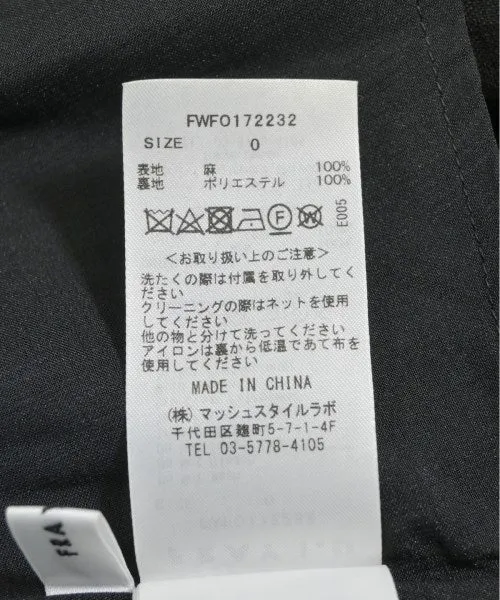 FWFO172232
SIZE 0
表地 麻 100%
裏地 ポリエステル 100%
F W
E005
<お取り扱い上のご注意>
洗たくの際は付属を取り外してく
ださい
クリーニングの際はネットを使用
してください
他の物と分けて洗ってください
アイロンは裏から低温であて布を
使用してください
MADE IN CHINA
(株) マッシュスタイルラボ
千代田区麹町5-7-1-4F
TEL 03-5778-4105
FRA